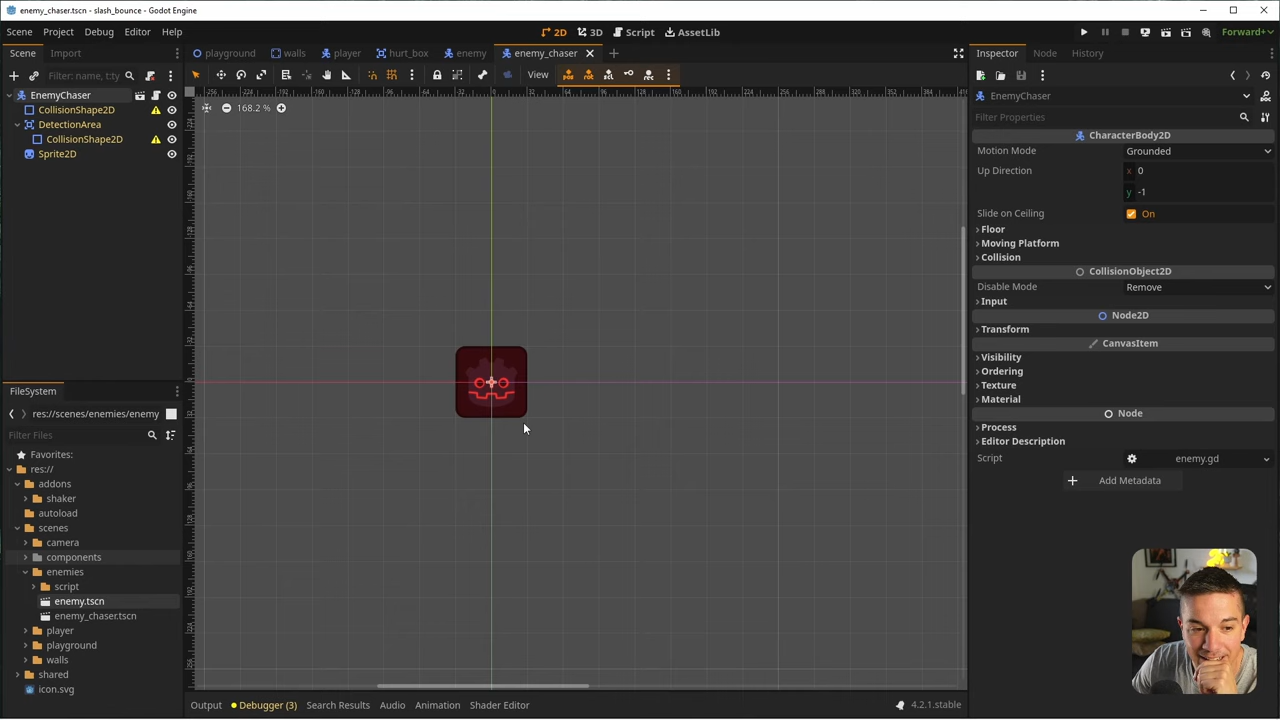 enemy_chaser.tscn - slash_bounce - Godot Engine
Scene Project Debug Editor Help
2D 3D Script AssetLib
Forward+
Scene Import
playground walls player hurt_box enemy enemy_chaser
Inspector Node History
Filter: name, t:ty
View
EnemyChaser
CollisionShape2D
DetectionArea
CollisionShape2D
Sprite2D
168.2 %
EnemyChaser
Filter Properties
CharacterBody2D
Motion Mode Grounded
Up Direction x 0
y -1
Slide on Ceiling On
Floor
Moving Platform
Collision
CollisionObject2D
Disable Mode Remove
Input
Node2D
Transform
CanvasItem
Visibility
Ordering
Texture
Material
Node
Process
Editor Description
Script enemy.gd
Add Metadata
FileSystem
res://scenes/enemies/enemy
Filter Files
Favorites:
res://
addons
shaker
autoload
scenes
camera
components
enemies
script
enemy.tscn
enemy_chaser.tscn
player
playground
walls
shared
icon.svg
Output Debugger (3) Search Results Audio Animation Shader Editor
4.2.1.stable